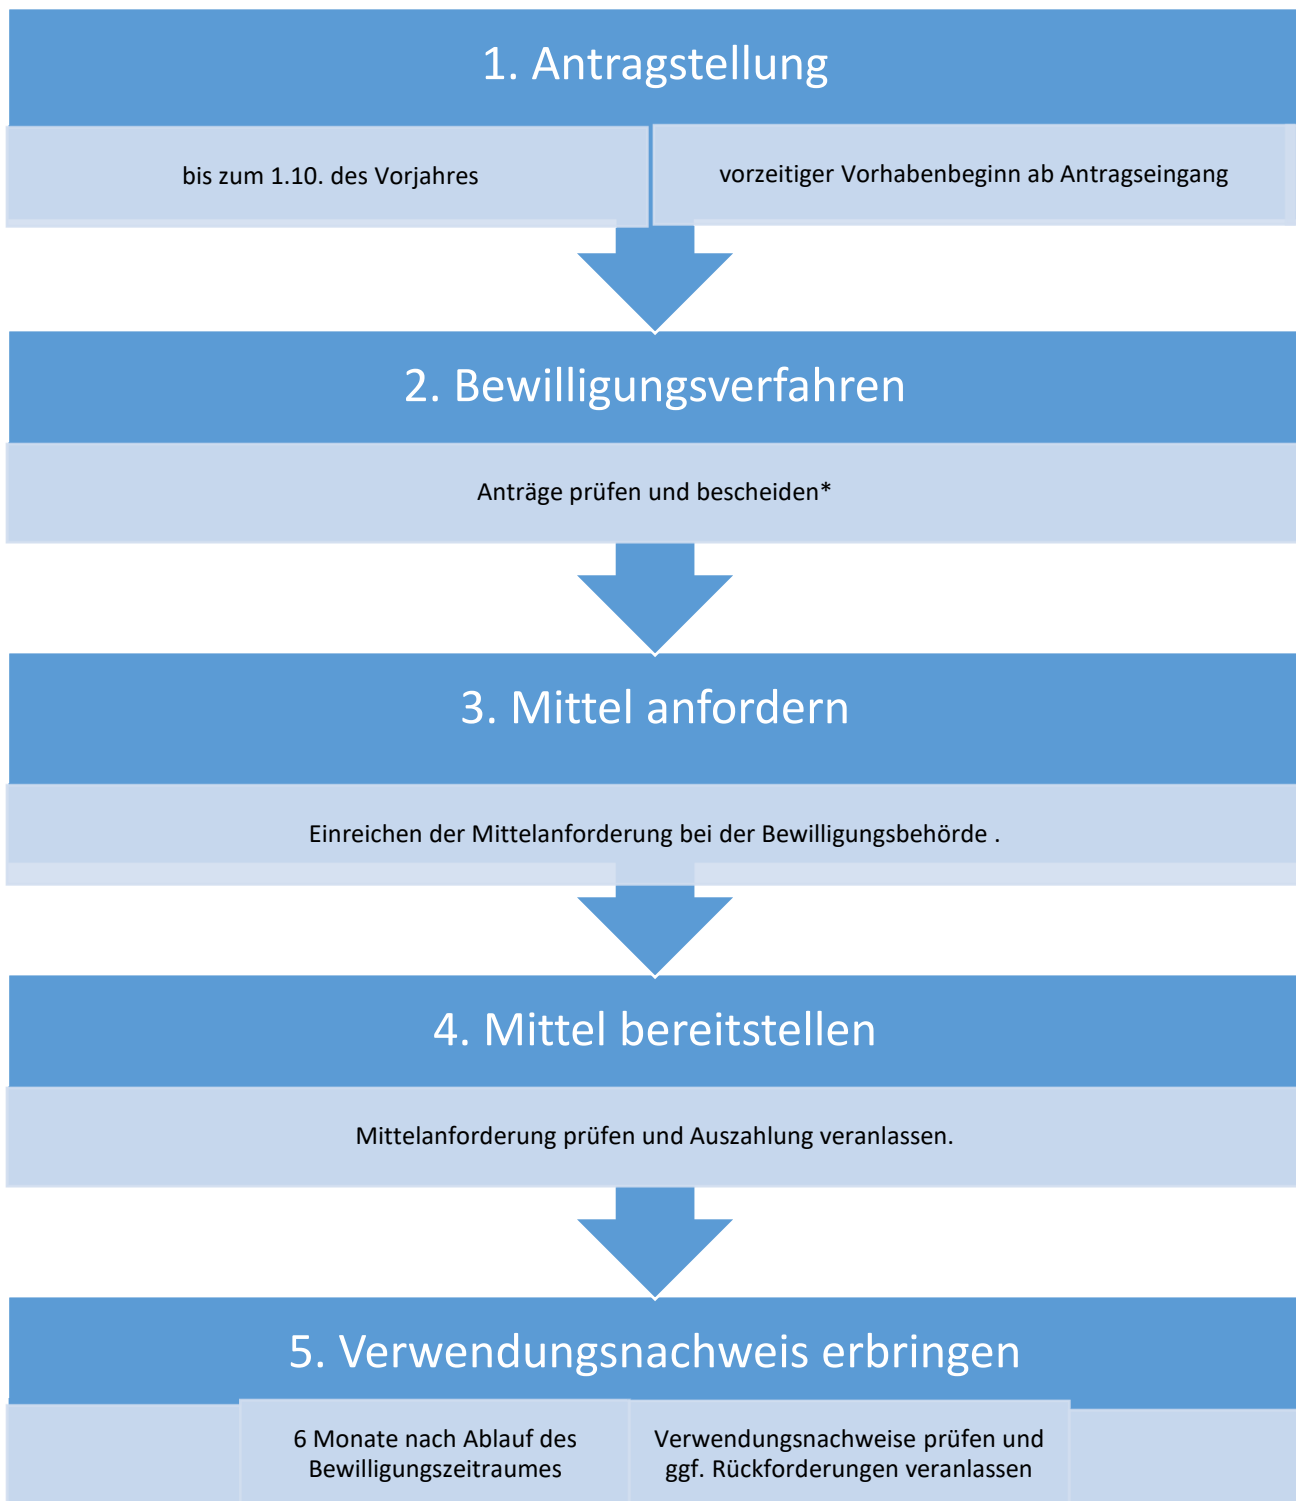 1. Antragstellung
bis zum 1.10. des Vorjahres
vorzeitiger Vorhabenbeginn ab Antragseingang
2. Bewilligungsverfahren
Anträge prüfen und bescheiden*
3. Mittel anfordern
Einreichen der Mittelanforderung bei der Bewilligungsbehörde .
4. Mittel bereitstellen
Mittelanforderung prüfen und Auszahlung veranlassen.
5. Verwendungsnachweis erbringen
6 Monate nach Ablauf des
Bewilligungszeitraumes
Verwendungsnachweise prüfen und
ggf. Rückforderungen veranlassen